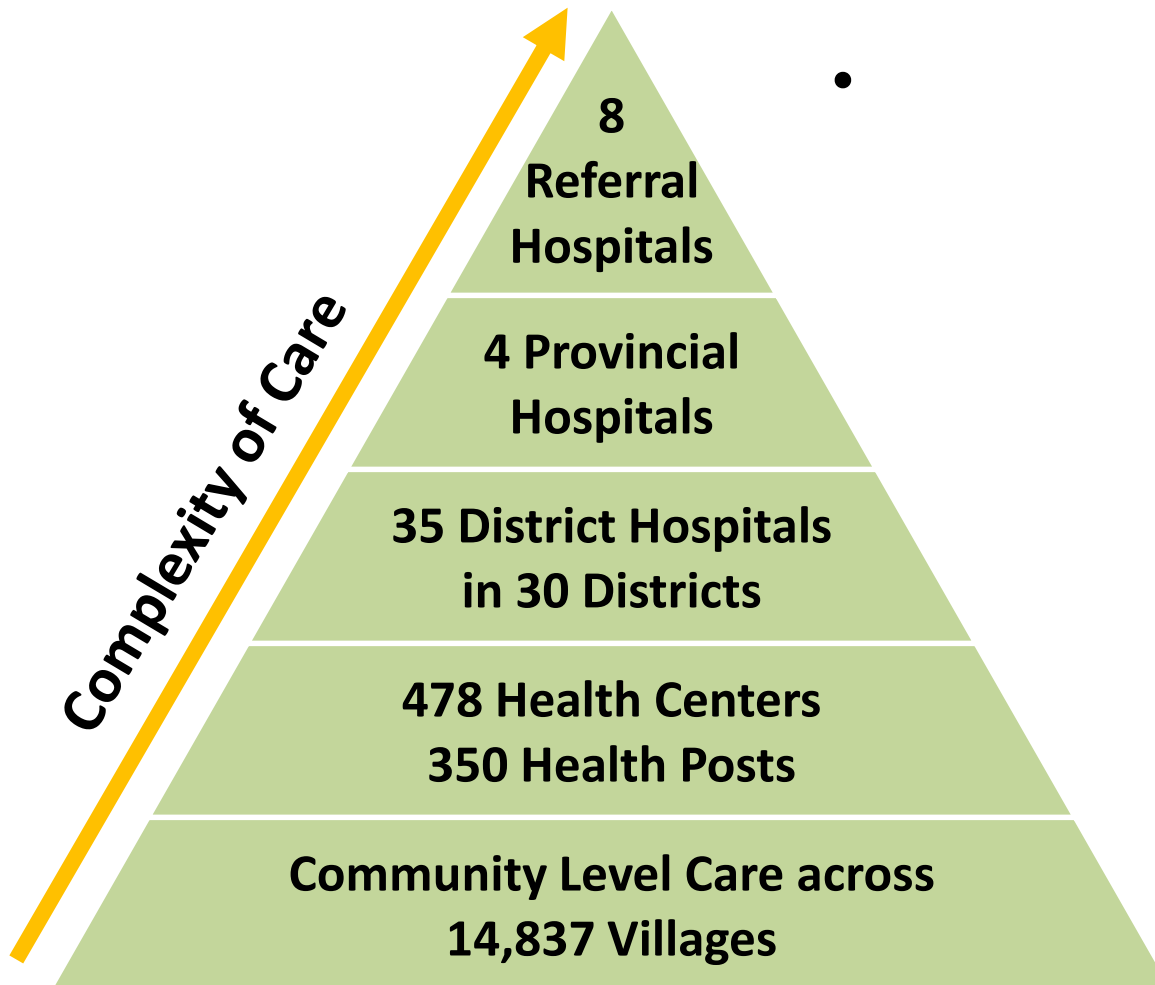 8
Referral
Hospitals
4 Provincial
Hospitals
35 District Hospitals
in 30 Districts
478 Health Centers
350 Health Posts
Community Level Care across
14,837 Villages
Complexity of Care
•